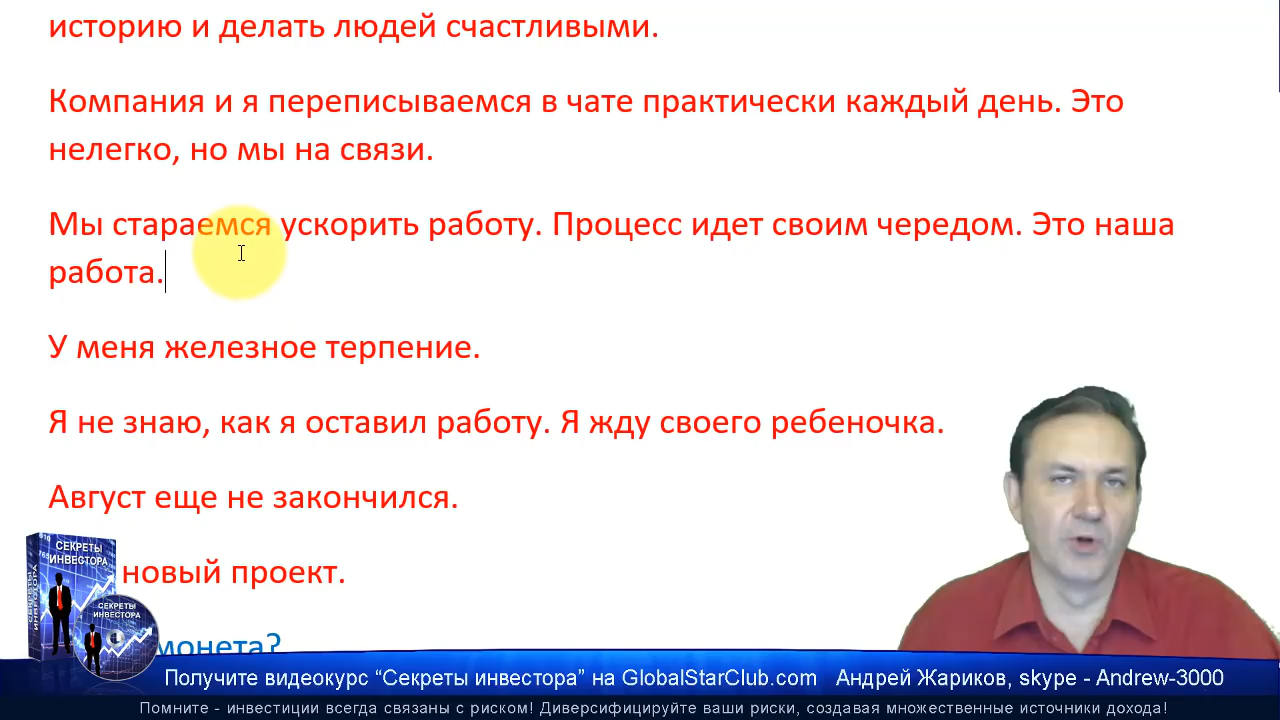 историю и делать людей счастливыми.
Компания и я переписываемся в чате практически каждый день. Это
нелегко, но мы на связи.
Мы стараемся ускорить работу. Процесс идет своим чередом. Это наша
работа.
У меня железное терпение.
Я не знаю, как я оставил работу. Я жду своего ребеночка.
Август еще не закончился.
новый проект.
монета?
СЕКРЕТЫ
ИНВЕСТОРА
СЕКРЕТЫ
ИНВЕСТОРА
Получите видеокурс “Секреты инвестора” на GlobalStarClub.com Андрей Жариков, skype - Andrew-3000
Помните - инвестиции всегда связаны с риском! Диверсифицируйте ваши риски, создавая множественные источники дохода!